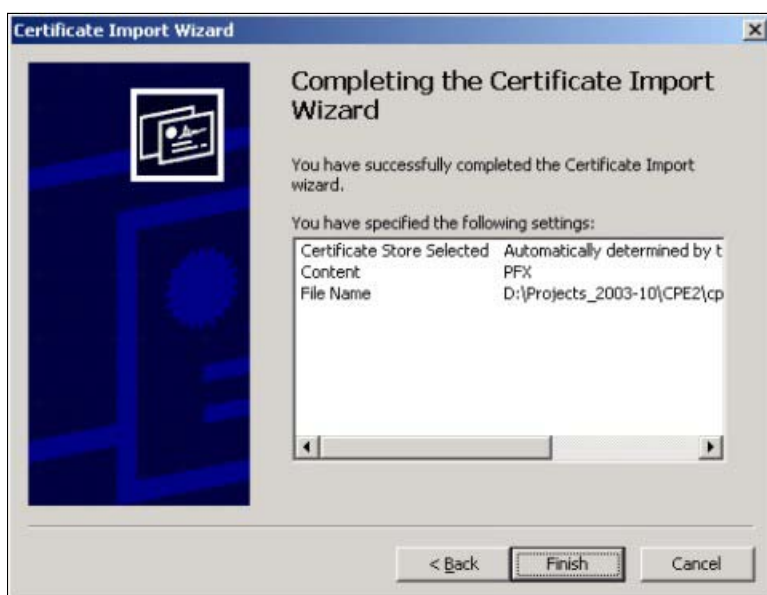 Certificate Import Wizard
Completing the Certificate Import
Wizard
You have successfully completed the Certificate Import
wizard.
You have specified the following settings:
Certificate Store Selected Automatically determined by t
Content PFX
File Name D:\Projects_2003-10\CPE2\cp
< Back Finish Cancel